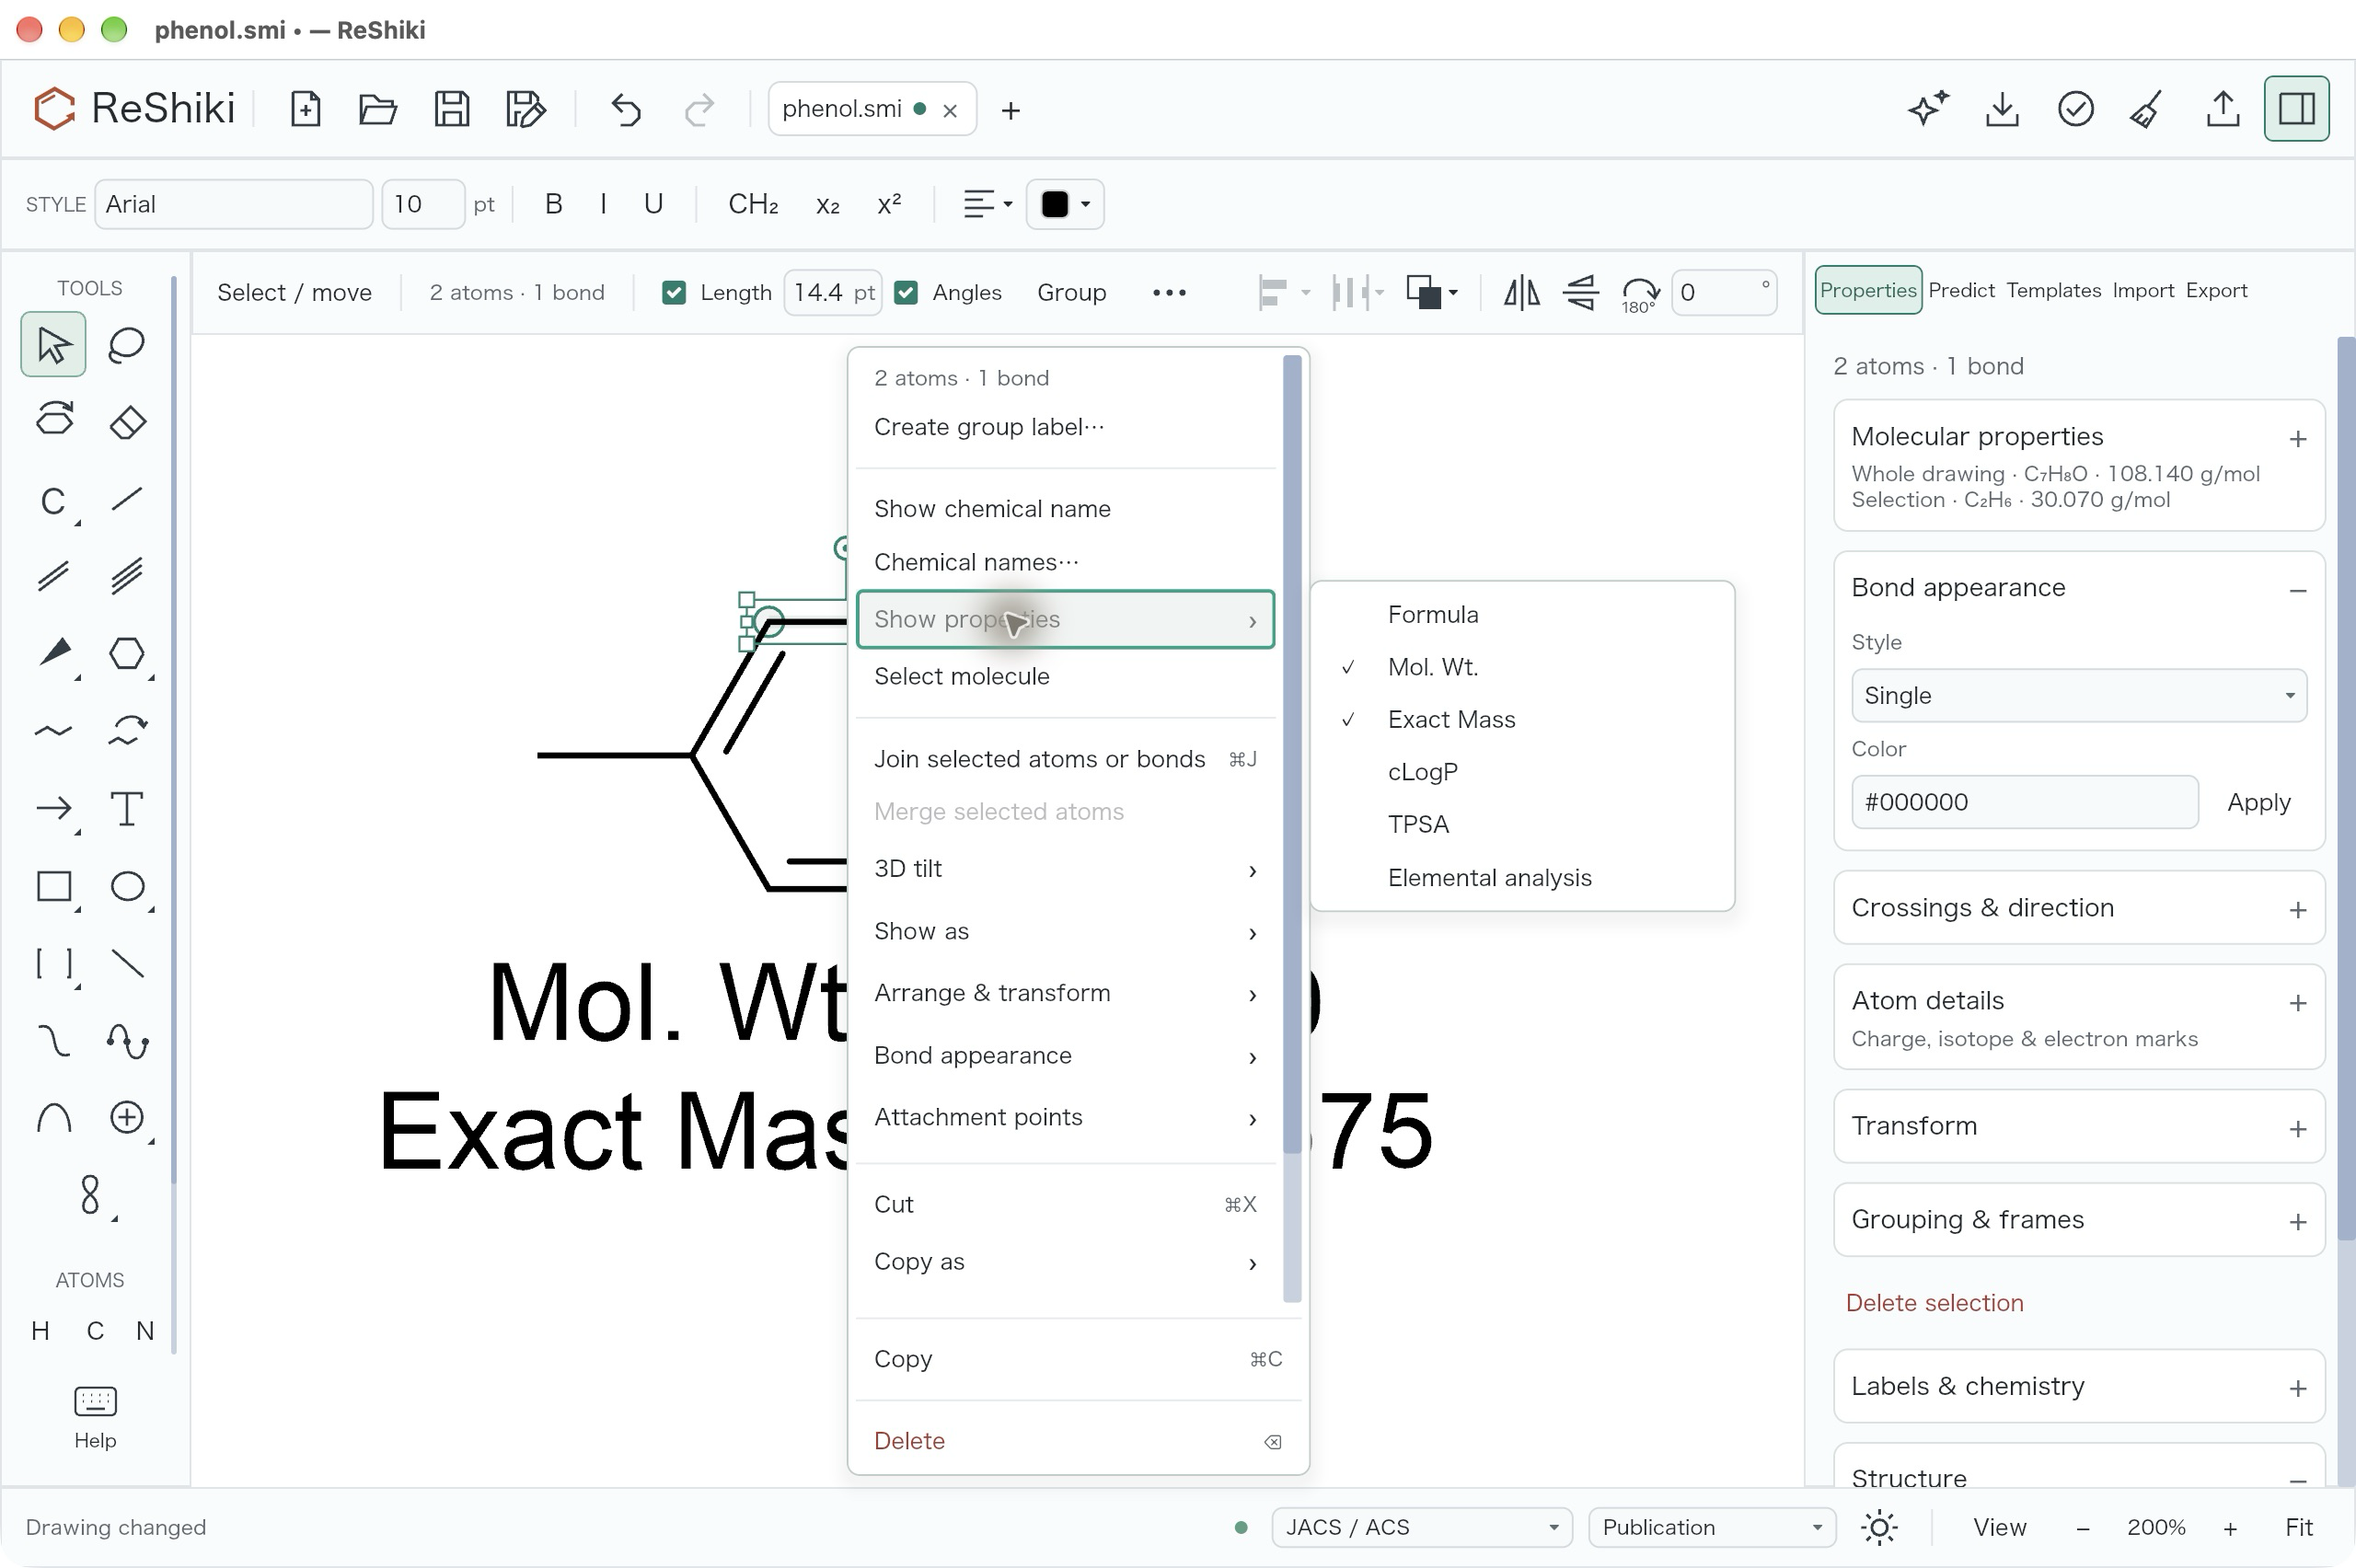 phenol.smi • — ReShiki
ReShiki
phenol.smi ● × +
STYLE Arial 10 pt B I U CH₂ x₂ x²
TOOLS
Select / move 2 atoms · 1 bond Length 14.4 pt Angles Group ••• 180° 0 °
Properties Predict Templates Import Export
C
[ ]
T
ATOMS
H C N
Help
2 atoms · 1 bond
Create group label⋯
Show chemical name
Chemical names⋯
Show properties ›
Select molecule
Join selected atoms or bonds ⌘J
Merge selected atoms
3D tilt ›
Show as ›
Arrange & transform ›
Bond appearance ›
Attachment points ›
Cut ⌘X
Copy as ›
Copy ⌘C
Delete ⌫
Formula
✓ Mol. Wt.
✓ Exact Mass
cLogP
TPSA
Elemental analysis
Mol. Wt
Exact Mas 75
2 atoms · 1 bond
Molecular properties +
Whole drawing · C₇H₈O · 108.140 g/mol
Selection · C₂H₆ · 30.070 g/mol
Bond appearance −
Style
Single
Color
#000000 Apply
Crossings & direction +
Atom details +
Charge, isotope & electron marks
Transform +
Grouping & frames +
Delete selection
Labels & chemistry +
Structure −
Drawing changed
JACS / ACS Publication View − 200% + Fit